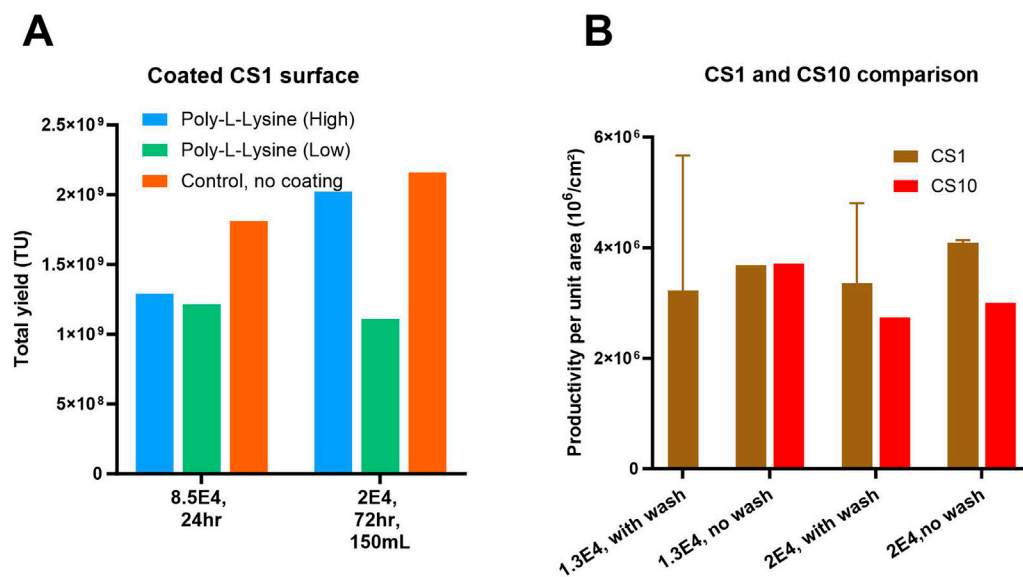 A
Coated CS1 surface
Poly-L-Lysine (High)
Poly-L-Lysine (Low)
Control, no coating
Total yield (TU)
2.5×10⁹
2×10⁹
1.5×10⁹
1×10⁹
5×10⁸
0
8.5E4,
24hr
2E4,
72hr,
150mL
B
CS1 and CS10 comparison
CS1
CS10
Productivity per unit area (10⁶/cm²)
6×10⁶
4×10⁶
2×10⁶
0
1.3E4, with wash
1.3E4, no wash
2E4, with wash
2E4,no wash